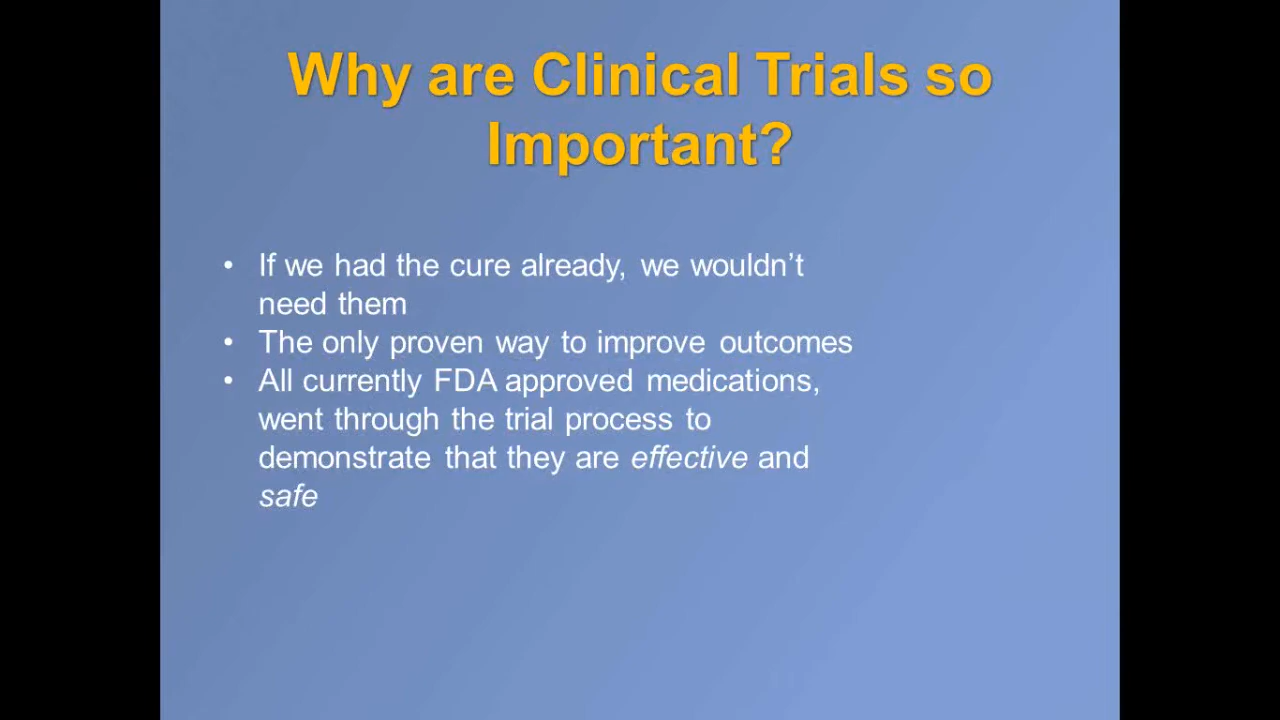 Why are Clinical Trials so
Important?
• If we had the cure already, we wouldn’t
need them
• The only proven way to improve outcomes
• All currently FDA approved medications,
went through the trial process to
demonstrate that they are effective and
safe